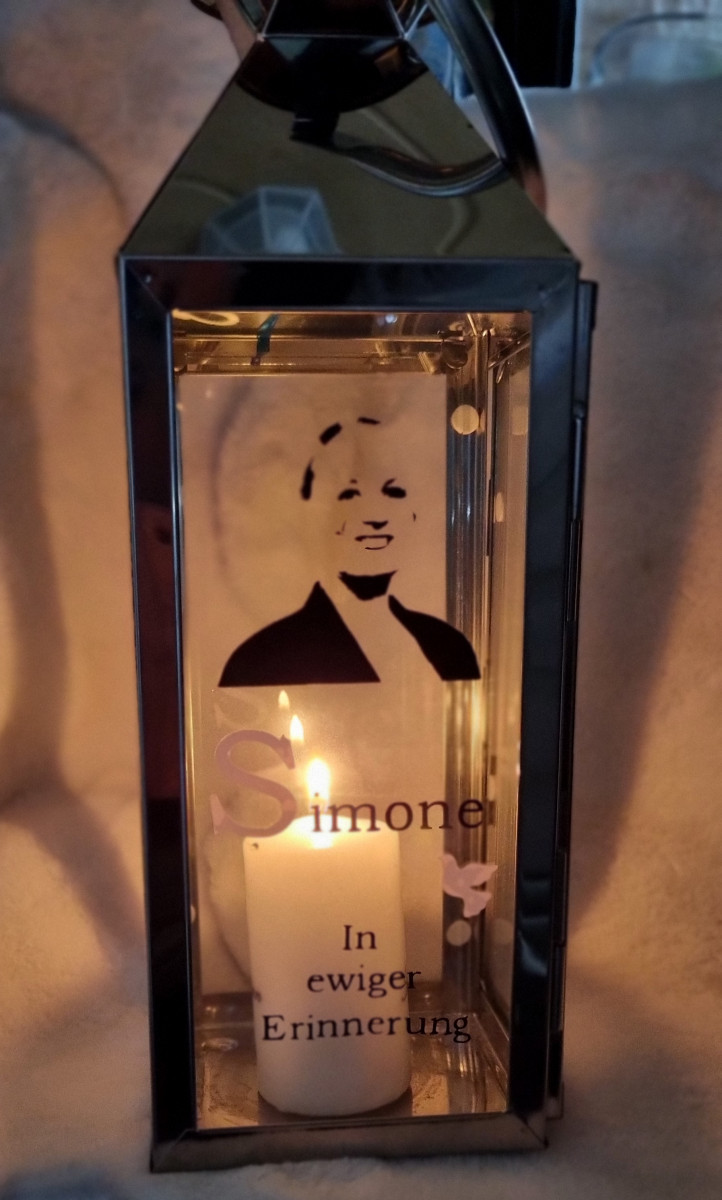 Simone
In
ewiger
Erinnerung